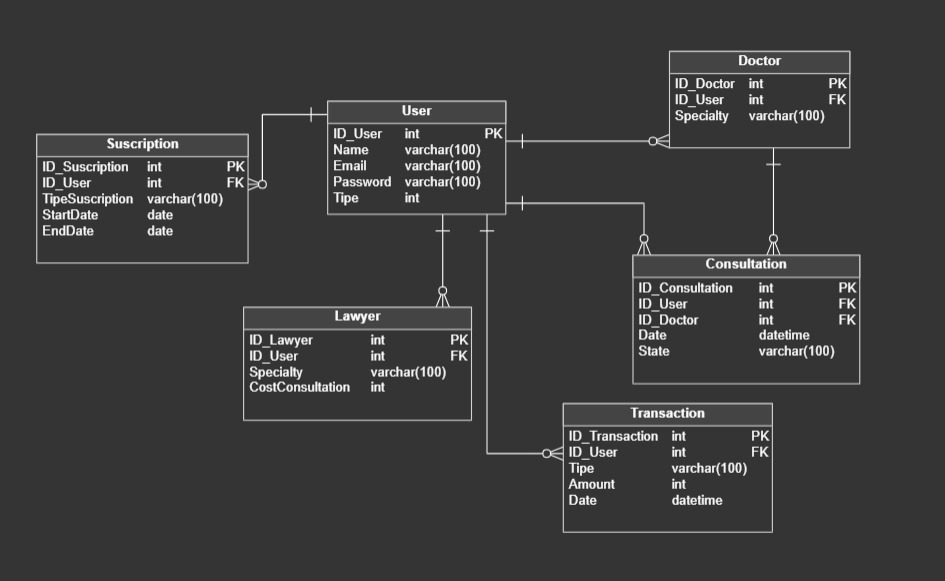 Doctor
ID_Doctor int PK
ID_User int FK
Specialty varchar(100)
User
ID_User int PK
Name varchar(100)
Email varchar(100)
Password varchar(100)
Tipe int
Suscription
ID_Suscription int PK
ID_User int FK
TipeSuscription varchar(100)
StartDate date
EndDate date
Consultation
ID_Consultation int PK
ID_User int FK
ID_Doctor int FK
Date datetime
State varchar(100)
Lawyer
ID_Lawyer int PK
ID_User int FK
Specialty varchar(100)
CostConsultation int
Transaction
ID_Transaction int PK
ID_User int FK
Tipe varchar(100)
Amount int
Date datetime